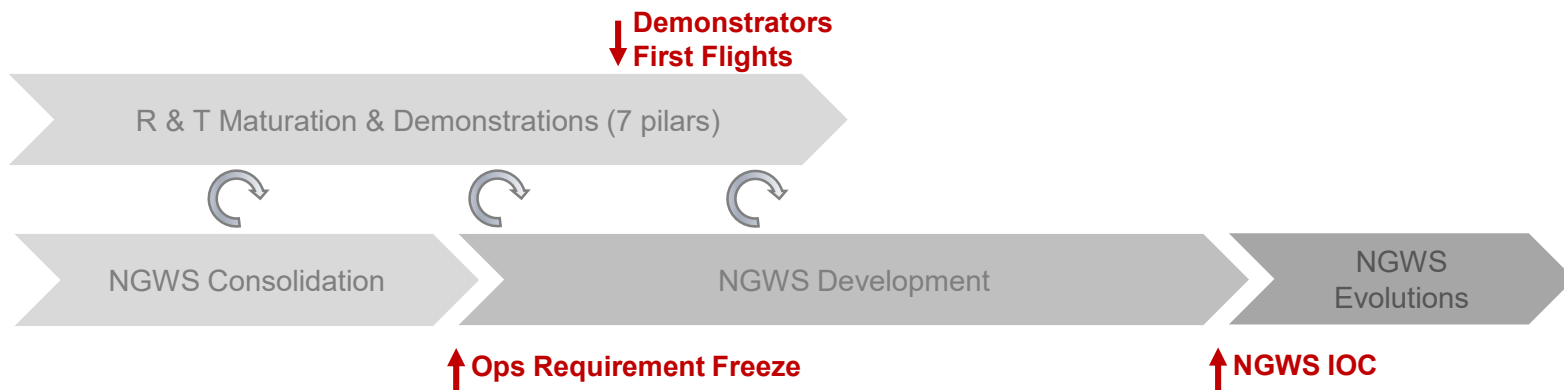 Demonstrators
First Flights
R & T Maturation & Demonstrations (7 pilars)
NGWS Consolidation
NGWS Development
NGWS
Evolutions
Ops Requirement Freeze
NGWS IOC